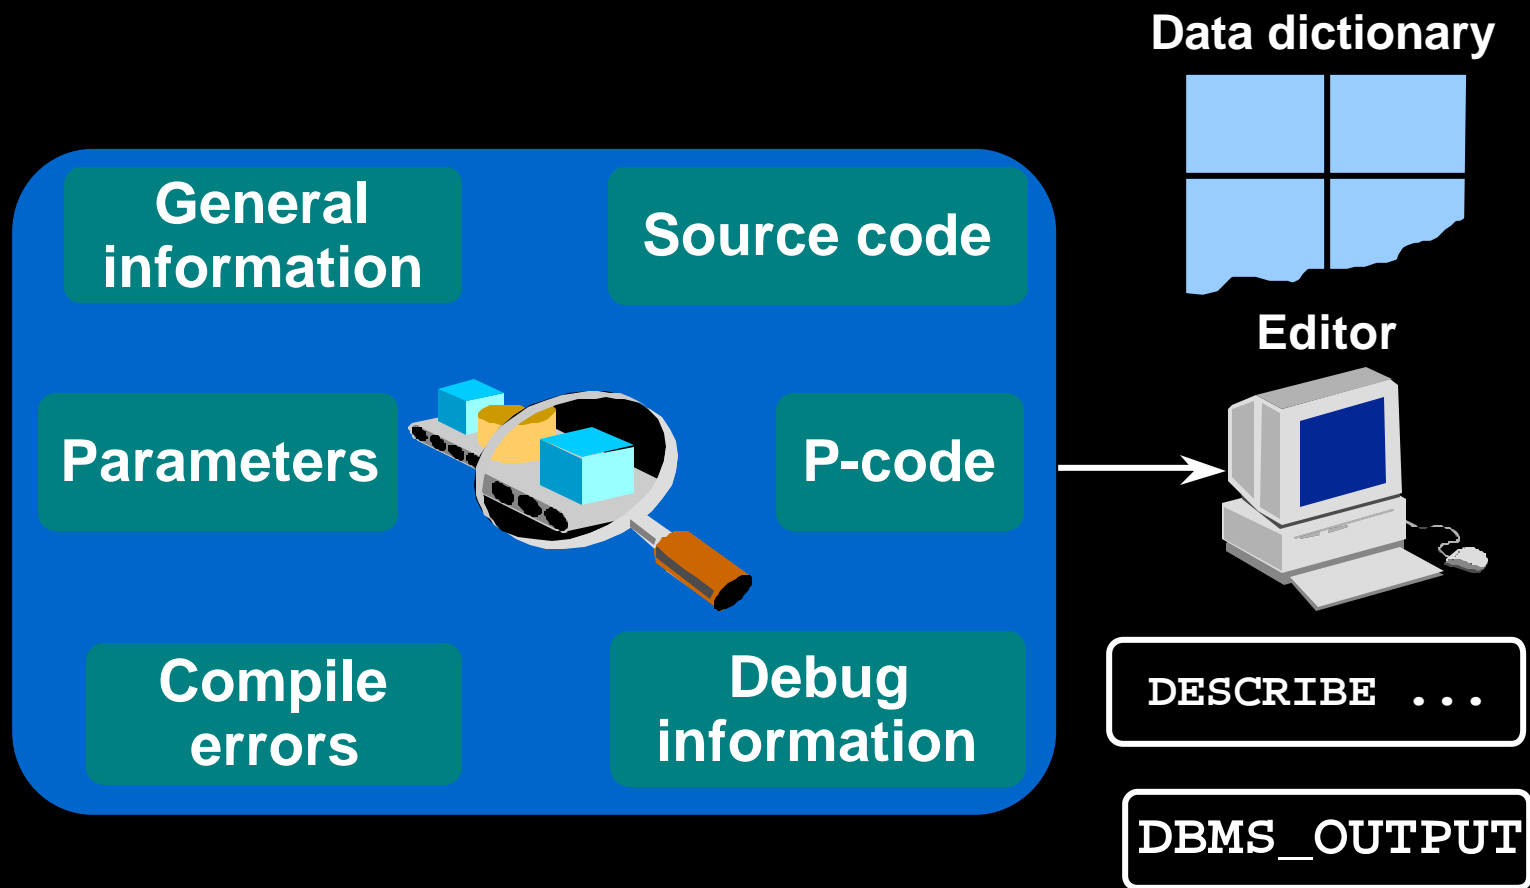 Data dictionary
General
information
Source code
Editor
Parameters
P-code
Compile
errors
Debug
information
DESCRIBE ...
DBMS_OUTPUT